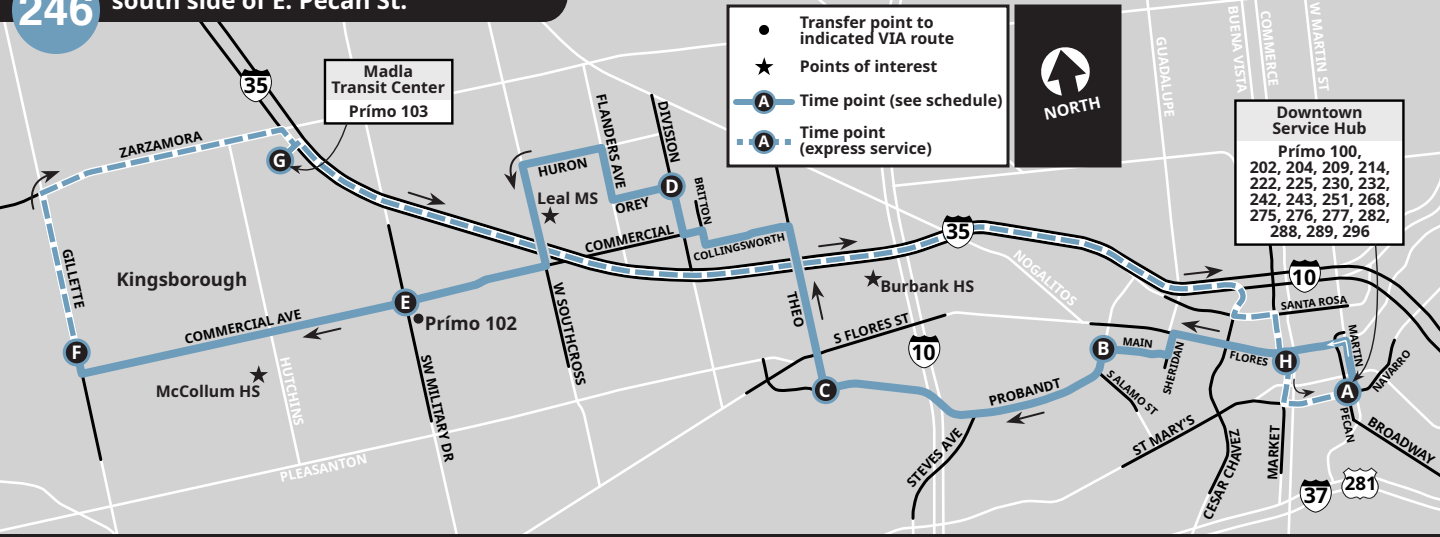 246
south side of E. Pecan St.
Transfer point to
indicated VIA route
Points of interest
A
Time point (see schedule)
A
Time point
(express service)
NORTH
GUADALUPE
BUENA VISTA
COMMERCE
W MARTIN ST
35
Madla
Transit Center
Prímo 103
Downtown
Service Hub
Prímo 100,
202, 204, 209, 214,
222, 225, 230, 232,
242, 243, 251, 268,
275, 276, 277, 282,
288, 289, 296
ZARZAMORA
G
HURON
FLANDERS AVE
DIVISION
Leal MS
OREY
D
BRITTON
COMMERCIAL
COLLINGSWORTH
35
NOGALITOS
10
SANTA ROSA
GILLETTE
Kingsborough
Burbank HS
W SOUTHCROSS
THEO
E
Prímo 102
COMMERCIAL AVE
F
McCollum HS
HUTCHINS
SW MILITARY DR
PLEASANTON
S FLORES ST
10
C
PROBANDT
B
MAIN
SHERIDAN
SALAMO ST
FLORES
H
MARTIN
NAVARRO
A
PECAN
BROADWAY
STEVES AVE
ST MARY'S
CESAR CHAVEZ
MARKET
37
281